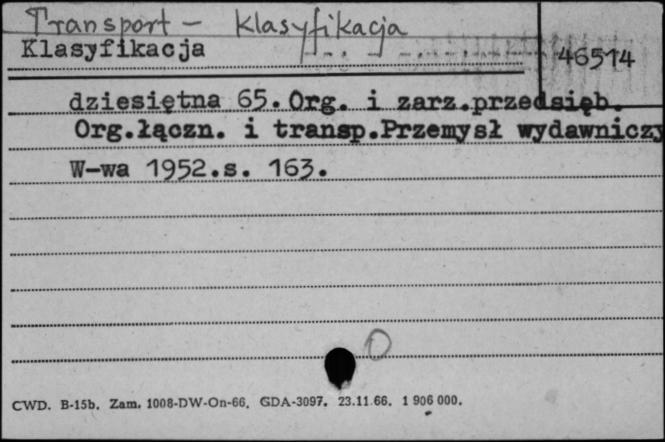 Transport - Klasyfikacja
Klasyfikacja
46514
dziesiętna 65.Org. i zarz.przedsięb.
Org.łączn. i transp.Przemysł wydawniczy
W-wa 1952.s. 163.
O
CWD. B-15b. Zam. 1008-DW-On-66. GDA-3097. 23.11.66. 1 906 000.